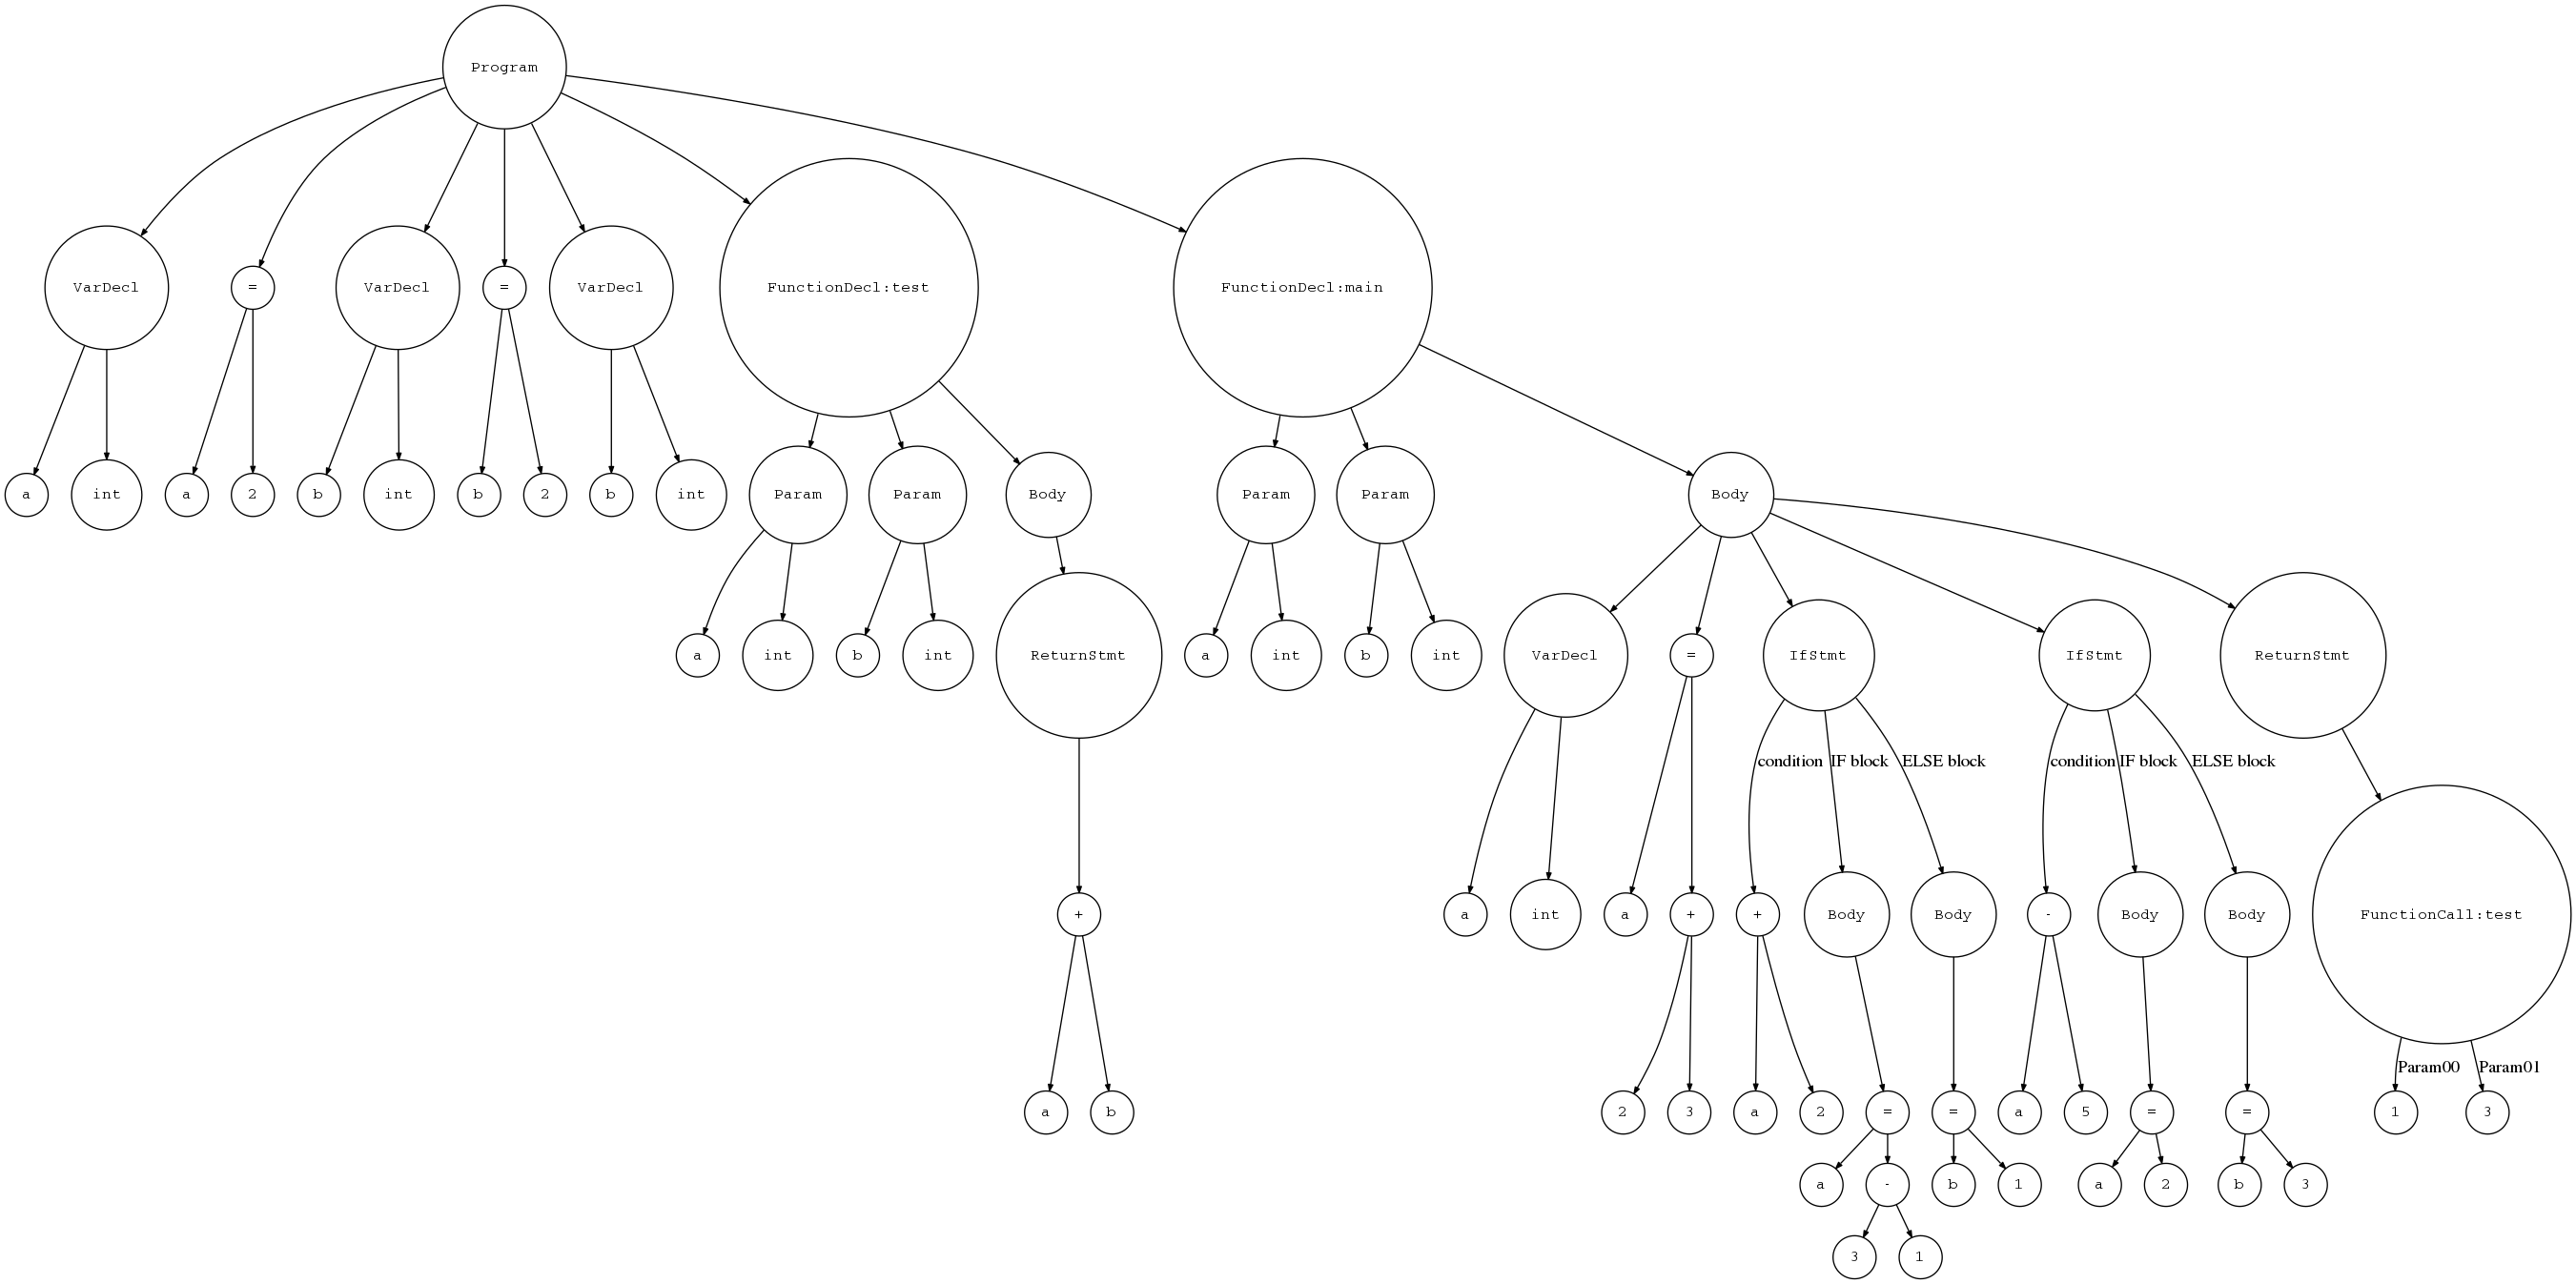 Program
VarDecl
=
VarDecl
=
VarDecl
FunctionDecl:test
FunctionDecl:main
a
int
a
2
b
int
b
2
b
int
Param
Param
Body
Param
Param
Body
a
int
b
int
ReturnStmt
a
int
b
int
VarDecl
=
IfStmt
IfStmt
ReturnStmt
condition
IF block
ELSE block
condition
IF block
ELSE block
+
a
int
a
+
+
Body
Body
-
Body
Body
FunctionCall:test
Param00
Param01
a
b
2
3
a
2
=
=
a
5
=
=
1
3
a
-
b
1
a
2
b
3
3
1